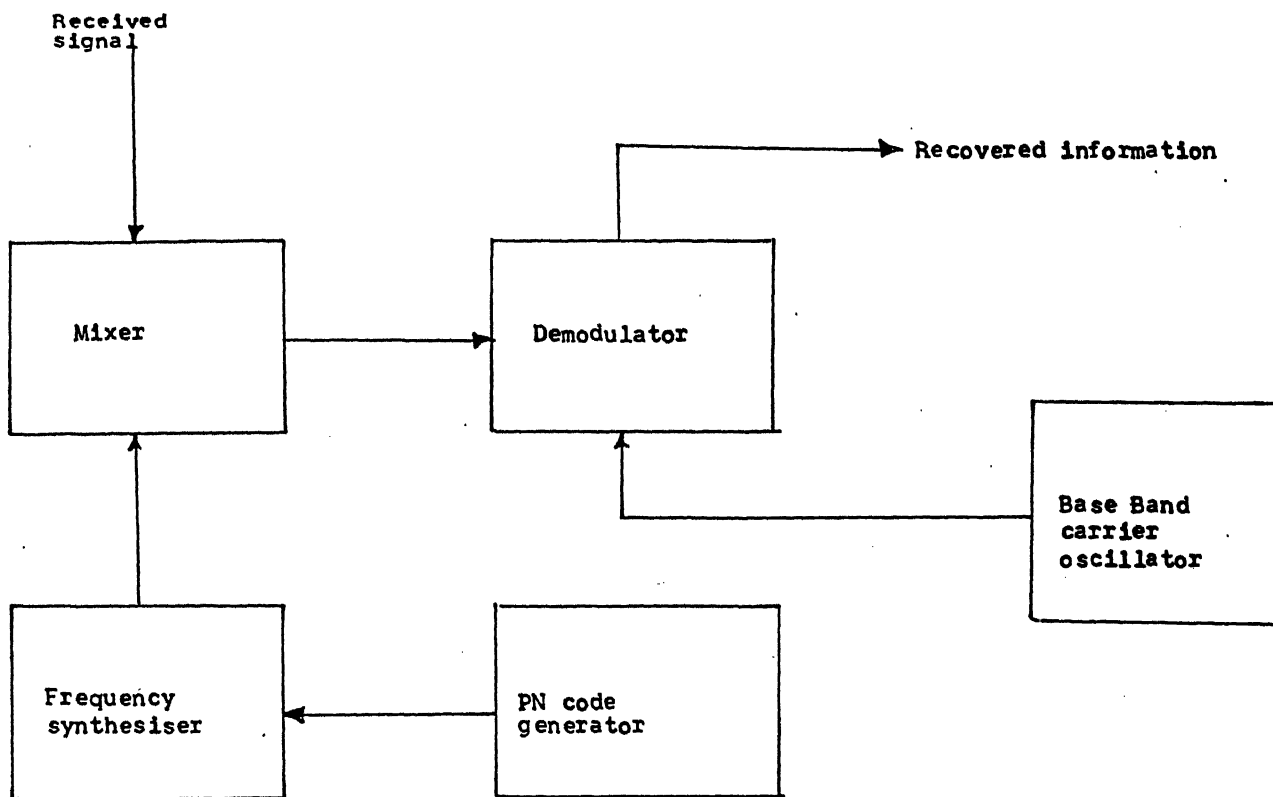 Received
signal
Recovered information
Mixer
Demodulator
Base Band
carrier
oscillator
Frequency
synthesiser
PN code
generator